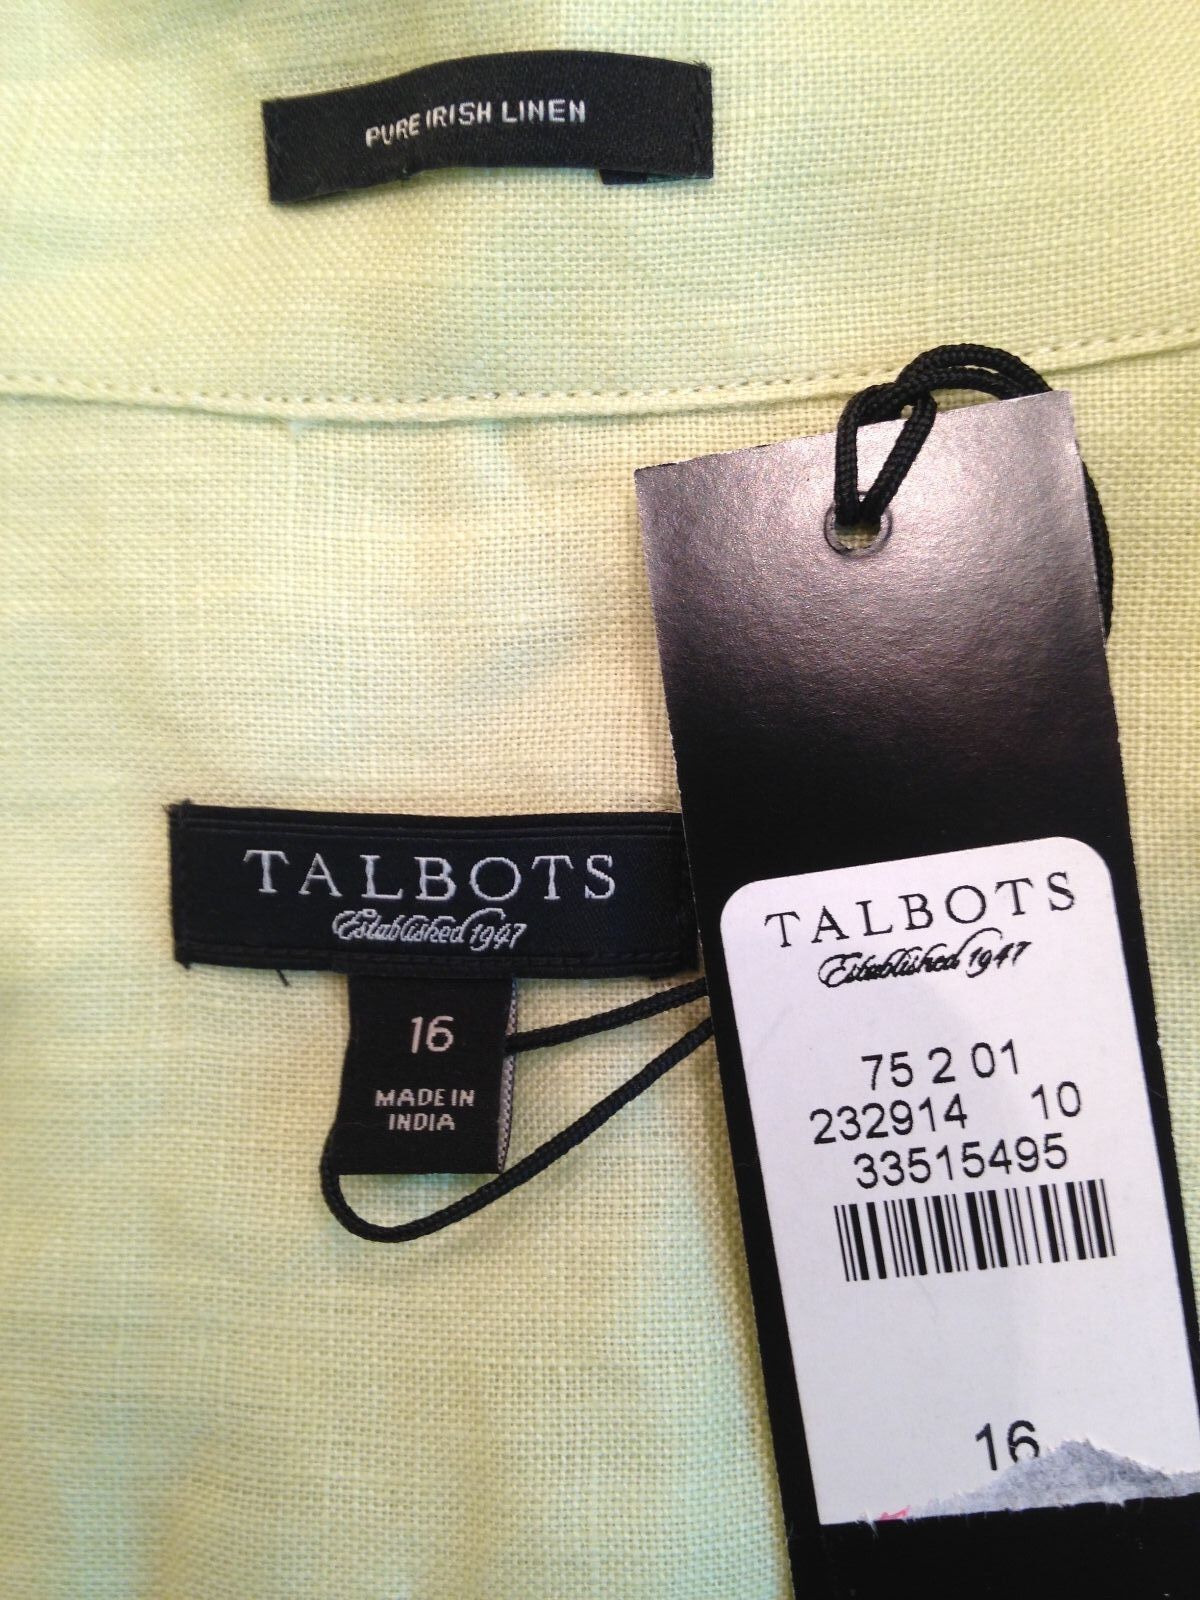 PURE IRISH LINEN
TALBOTS
Established 1947
16
MADE IN
INDIA
TALBOTS
Established 1947
75 2 01
232914 10
33515495
16